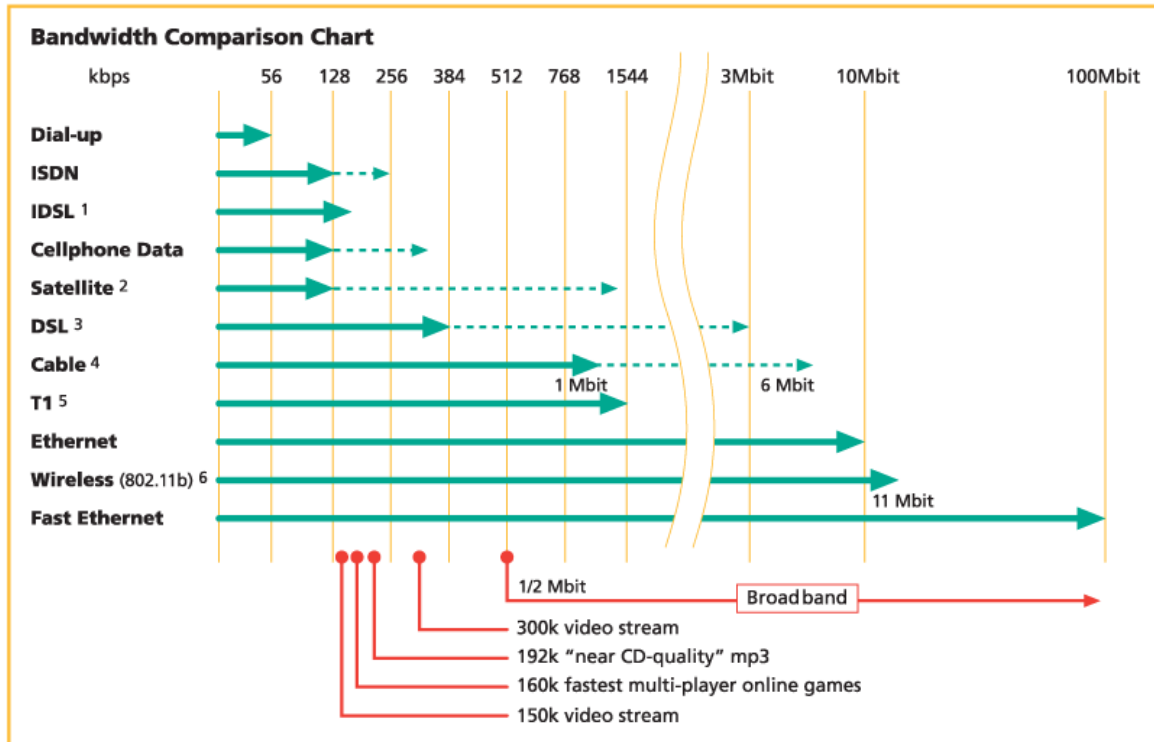 Bandwidth Comparison Chart
kbps 56 128 256 384 512 768 1544 3Mbit 10Mbit 100Mbit
Dial-up
ISDN
IDSL 1
Cellphone Data
Satellite 2
DSL 3
Cable 4
1 Mbit 6 Mbit
T1 5
Ethernet
Wireless (802.11b) 6
11 Mbit
Fast Ethernet
1/2 Mbit Broadband
300k video stream
192k “near CD-quality” mp3
160k fastest multi-player online games
150k video stream